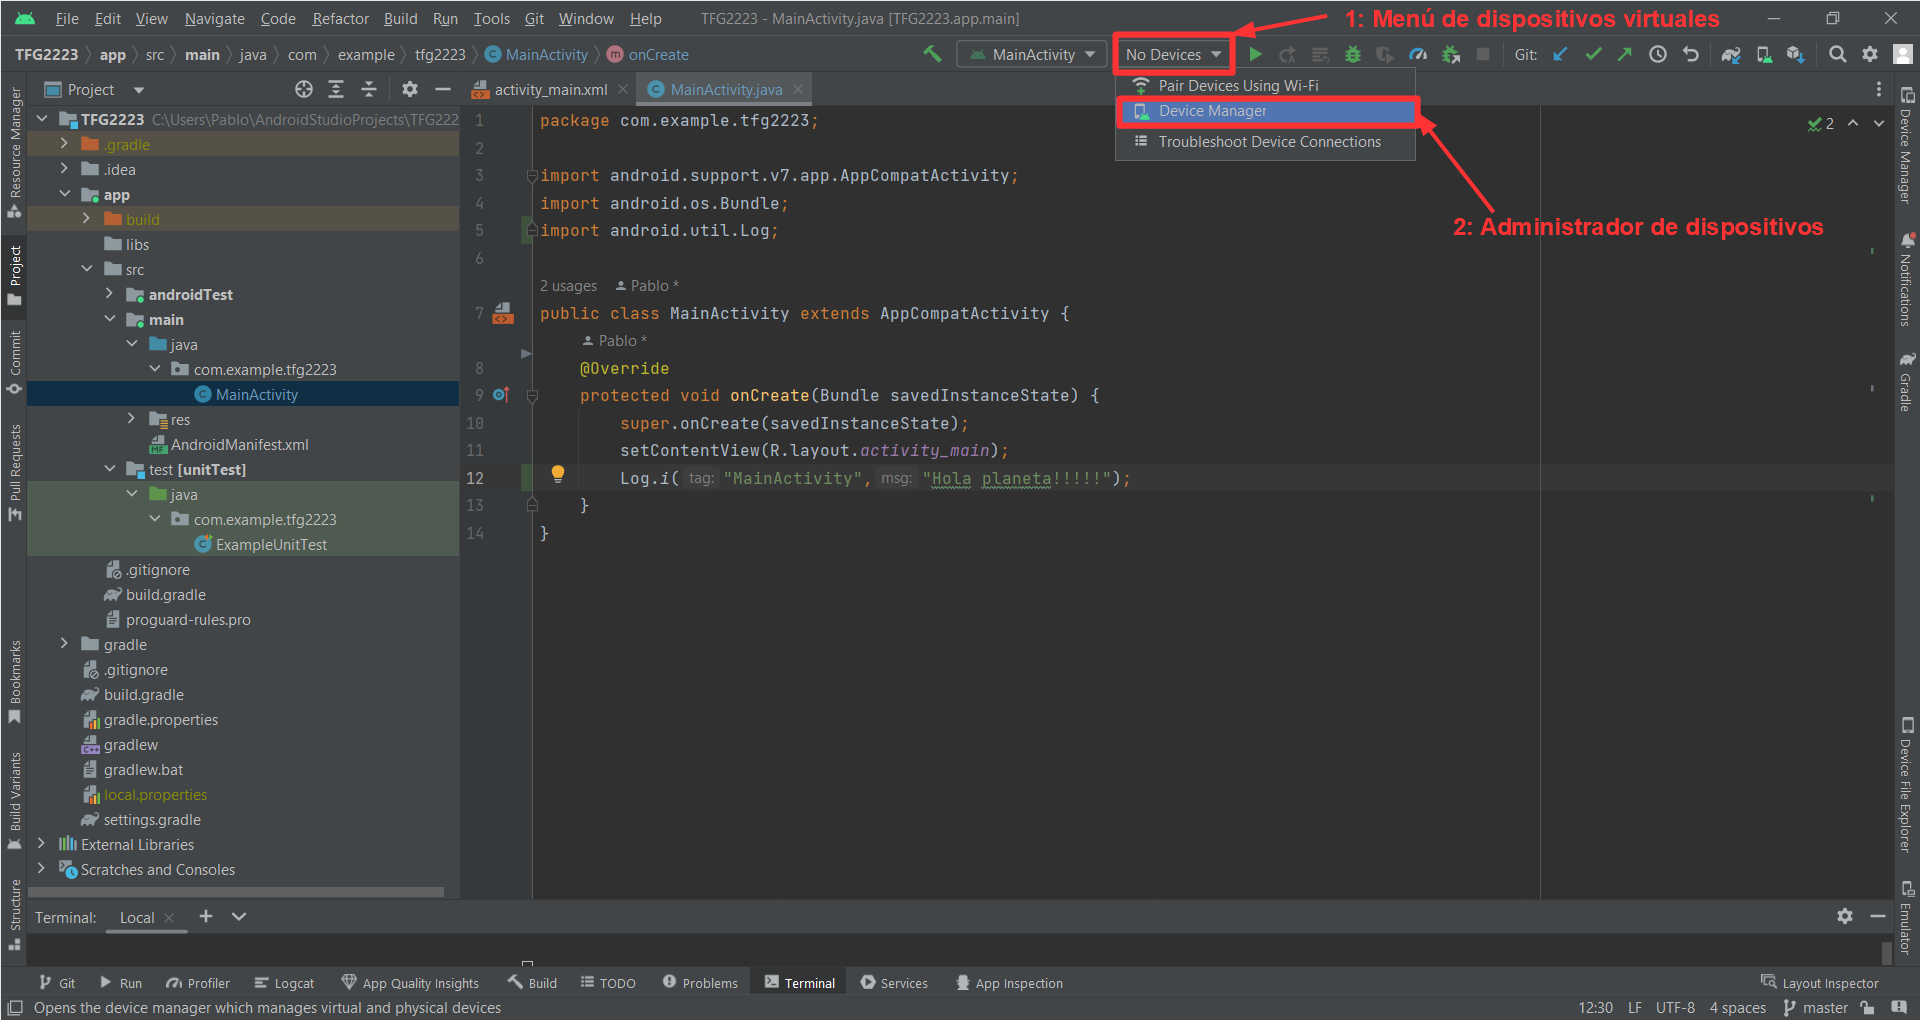 File Edit View Navigate Code Refactor Build Run Tools Git Window Help TFG2223 - MainActivity.java [TFG2223.app.main]
1: Menú de dispositivos virtuales
TFG2223 app src main java com example tfg2223 MainActivity onCreate
MainActivity
No Devices
Git:
Pair Devices Using Wi-Fi
Device Manager
Troubleshoot Device Connections
2: Administrador de dispositivos
Project
activity_main.xml
MainActivity.java
TFG2223 C:\Users\Pablo\AndroidStudioProjects\TFG222
.gradle
.idea
app
build
libs
src
androidTest
main
java
com.example.tfg2223
MainActivity
res
AndroidManifest.xml
test [unitTest]
java
com.example.tfg2223
ExampleUnitTest
.gitignore
build.gradle
proguard-rules.pro
gradle
.gitignore
build.gradle
gradle.properties
gradlew
gradlew.bat
local.properties
settings.gradle
External Libraries
Scratches and Consoles
1 package com.example.tfg2223;
2
3 import android.support.v7.app.AppCompatActivity;
4 import android.os.Bundle;
5 import android.util.Log;
6
2 usages Pablo *
7 public class MainActivity extends AppCompatActivity {
Pablo *
8 @Override
9 protected void onCreate(Bundle savedInstanceState) {
10 super.onCreate(savedInstanceState);
11 setContentView(R.layout.activity_main);
12 Log.i( tag: "MainActivity", msg: "Hola planeta!!!!!");
13 }
14 }
2
Resource Manager
Project
Commit
Pull Requests
Bookmarks
Build Variants
Structure
Device Manager
Notifications
Gradle
Device File Explorer
Emulator
Terminal: Local
Git Run Profiler Logcat App Quality Insights Build TODO Problems Terminal Services App Inspection Layout Inspector
Opens the device manager which manages virtual and physical devices
12:30 LF UTF-8 4 spaces master